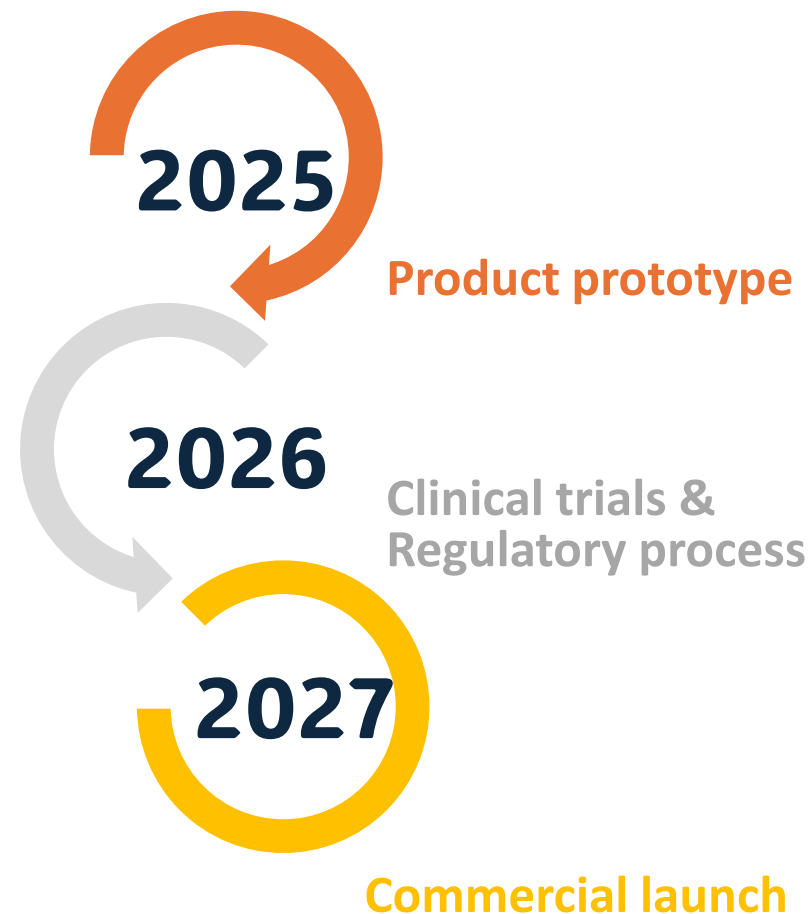 2025
Product prototype
2026
Clinical trials &
Regulatory process
2027
Commercial launch